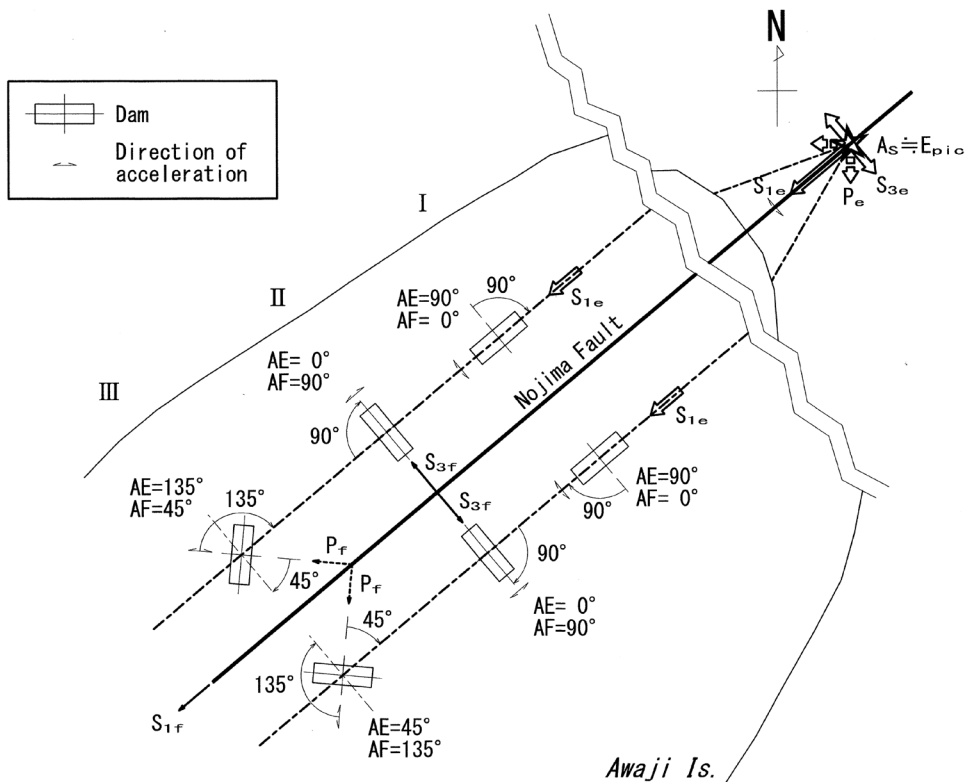 N
Dam
Direction of
acceleration
Aₛ≒Eₚᵢ꜀
S₁ₑ
S₃ₑ
Pₑ
I
II
III
AE=90°
AF= 0°
90°
S₁ₑ
AE= 0°
AF=90°
90°
Nojima Fault
S₁ₑ
S₃f
S₃f
AE=90°
AF= 0°
90°
AE=135°
AF=45°
135°
45°
Pf
Pf
90°
AE= 0°
AF=90°
45°
135°
S₁f
AE=45°
AF=135°
Awaji Is.